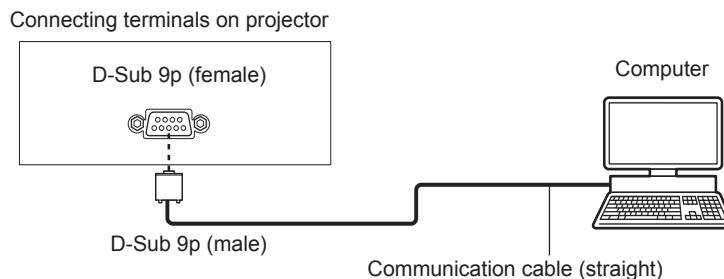 Connecting terminals on projector
D-Sub 9p (female)
Computer
D-Sub 9p (male)
Communication cable (straight)